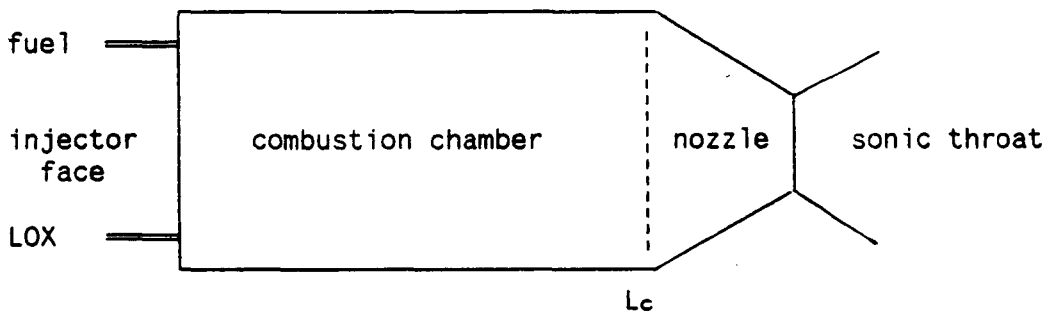 fuel
injector face
combustion chamber
nozzle
sonic throat
LOX
Lc